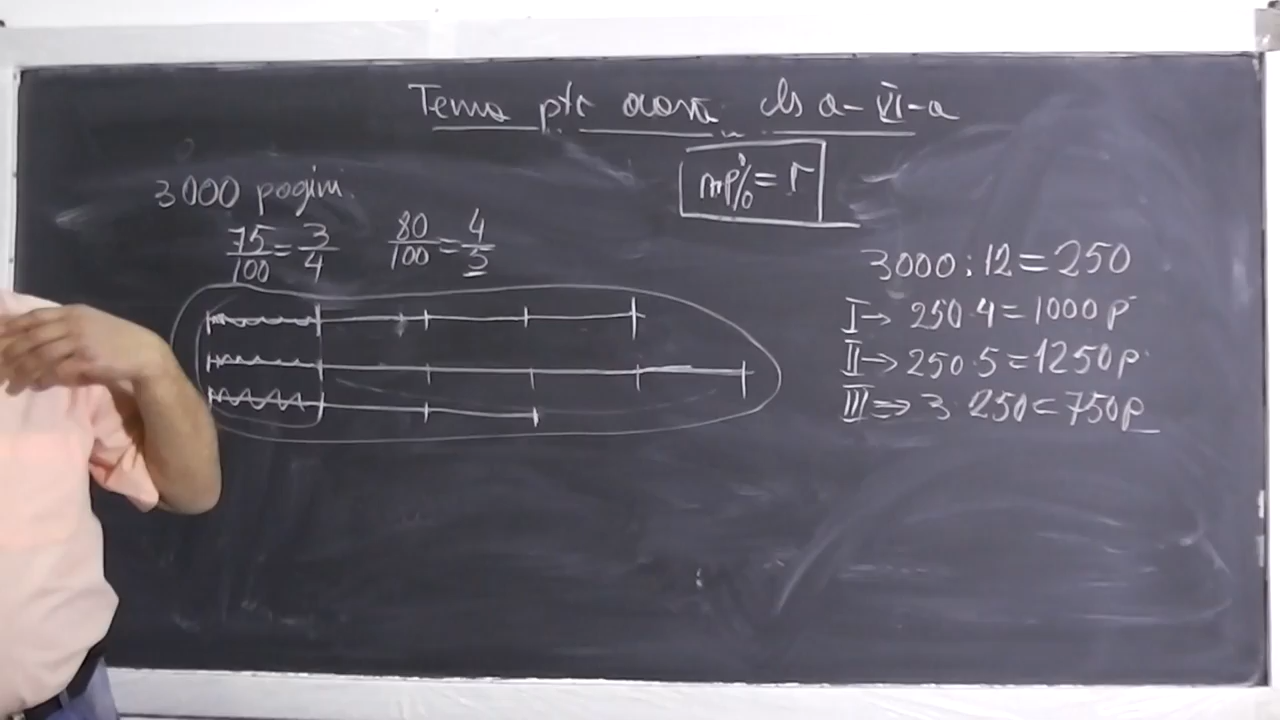 Tema ptr acasă cls a-VI-a
mp% = r
3000 pagini
75/100 = 3/4 80/100 = 4/5
3000 : 12 = 250
I → 250·4 = 1000 p
II → 250·5 = 1250 p
III ⇒ 3·250 = 750 p